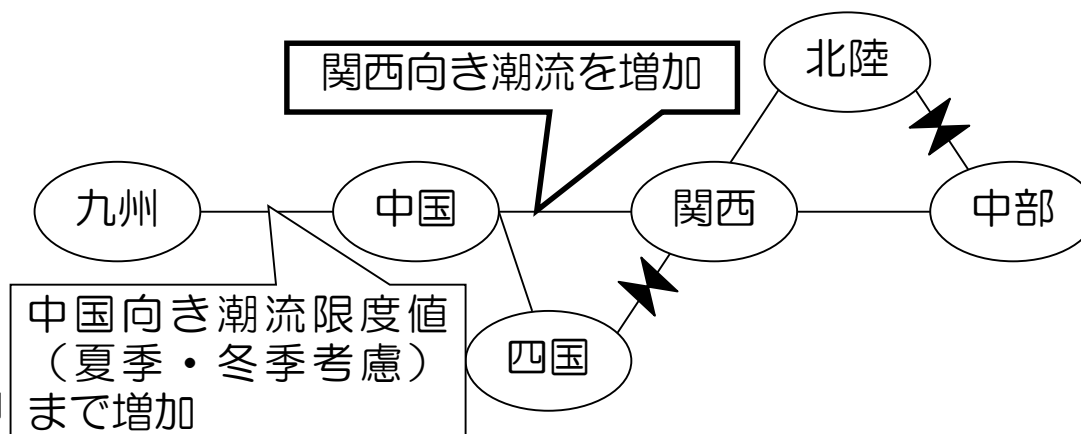 関西向き潮流を増加
北陸
九州
中国
関西
中部
中国向き潮流限度値
（夏季・冬季考慮）
まで増加
四国